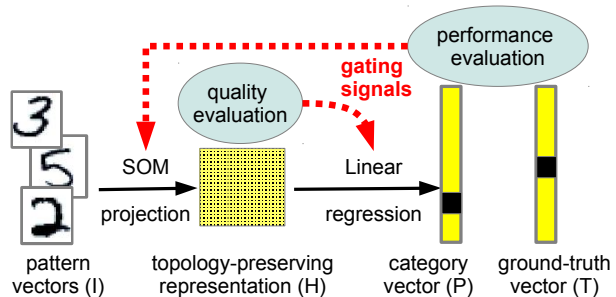 performance
evaluation
gating
signals
quality
evaluation
3
5
2
SOM
projection
Linear
regression
pattern
vectors (I)
topology-preserving
representation (H)
category
vector (P)
ground-truth
vector (T)